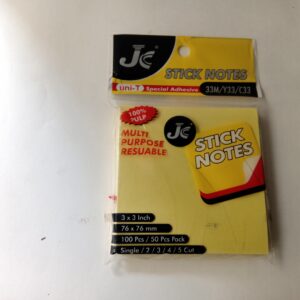 JC
STICK NOTES
uni-T Special Adhesive 33M/Y33/C33
100%
PULP
MULTI
PURPOSE
RESUABLE
JC
STICK
NOTES
3 x 3 Inch
76 x 76 mm
100 Pcs / 50 Pcs Pack
Single / 2 / 3 / 4 / 5 Cut